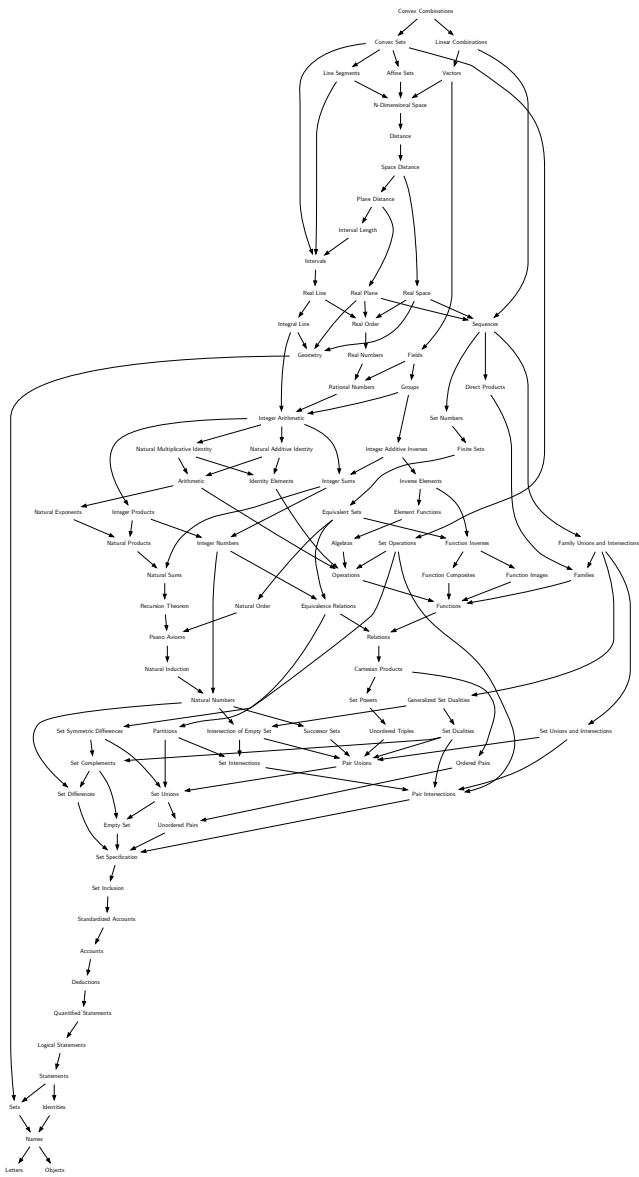 Convex Combinations
Convex Sets
Linear Combinations
Line Segments
Affine Sets
Vectors
N-Dimensional Space
Distance
Space Distance
Plane Distance
Interval Length
Intervals
Real Line
Real Plane
Real Space
Integral Line
Real Order
Sequences
Geometry
Real Numbers
Fields
Rational Numbers
Groups
Direct Products
Integer Arithmetic
Set Numbers
Natural Multiplicative Identity
Natural Additive Identity
Integer Additive Inverses
Finite Sets
Arithmetic
Identity Elements
Integer Sums
Inverse Elements
Natural Exponents
Integer Products
Equivalent Sets
Element Functions
Natural Products
Integer Numbers
Algebras
Set Operations
Function Inverses
Family Unions and Intersections
Natural Sums
Operations
Function Composites
Function Images
Families
Recursion Theorem
Natural Order
Equivalence Relations
Functions
Peano Axioms
Relations
Natural Induction
Cartesian Products
Natural Numbers
Set Powers
Generalized Set Dualities
Set Symmetric Differences
Partitions
Intersection of Empty Set
Successor Sets
Unordered Triples
Set Dualities
Set Unions and Intersections
Set Complements
Set Intersections
Pair Unions
Ordered Pairs
Set Differences
Set Unions
Pair Intersections
Empty Set
Unordered Pairs
Set Specification
Set Inclusion
Standardized Accounts
Accounts
Deductions
Quantified Statements
Logical Statements
Statements
Sets
Identities
Names
Letters
Objects